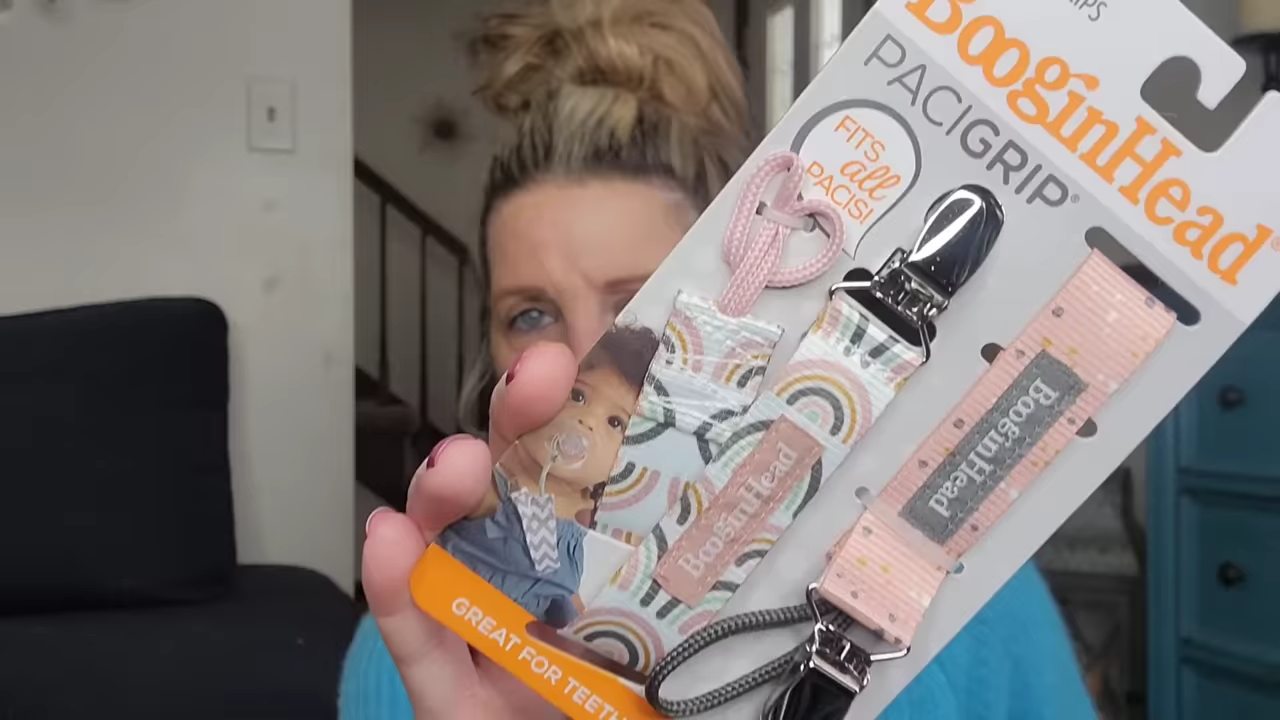 BooginHead®
PACIGRIP®
FITS
all
PACIS!
BooginHead
BooginHead
GREAT FOR TEETH